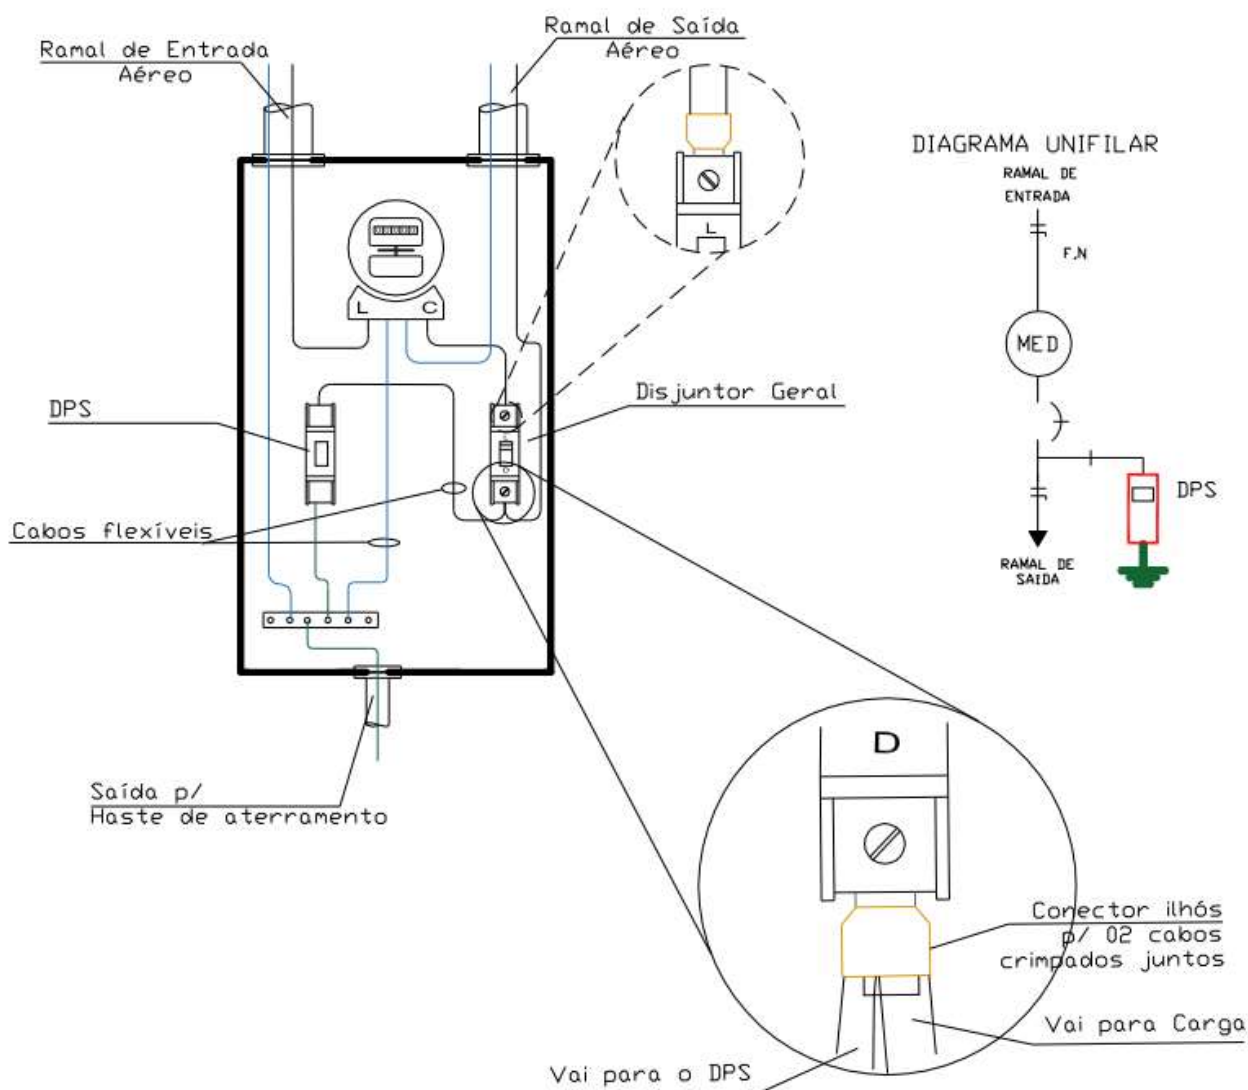 Ramal de Entrada
Aéreo
Ramal de Saída
Aéreo
L
DIAGRAMA UNIFILAR
RAMAL DE
ENTRADA
F.N
MED
DPS
RAMAL DE
SAIDA
L C
DPS
Disjuntor Geral
Cabos flexíveis
Saída p/
Haste de aterramento
D
Conector ilhós
p/ 02 cabos
crimpados juntos
Vai para Carga
Vai para o DPS